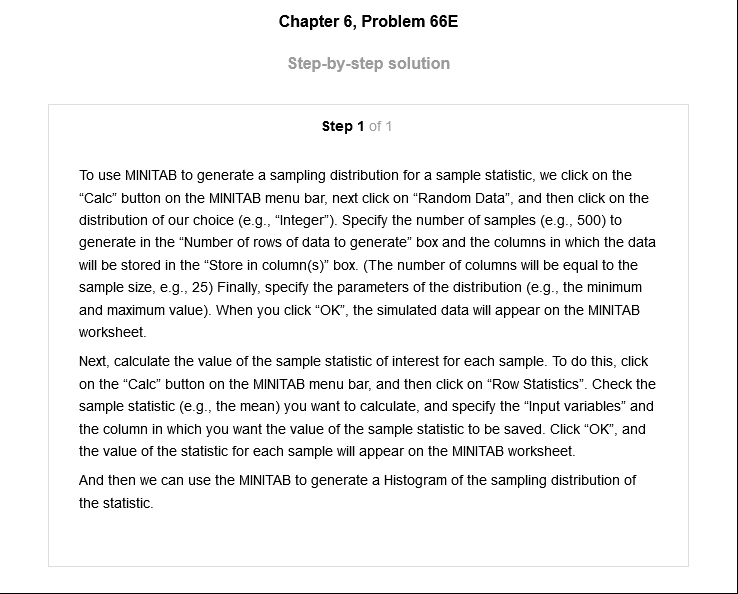 Chapter 6, Problem 66E
Step-by-step solution
Step 1 of 1
To use MINITAB to generate a sampling distribution for a sample statistic, we click on the
“Calc” button on the MINITAB menu bar, next click on “Random Data”, and then click on the
distribution of our choice (e.g., “Integer”). Specify the number of samples (e.g., 500) to
generate in the “Number of rows of data to generate” box and the columns in which the data
will be stored in the “Store in column(s)” box. (The number of columns will be equal to the
sample size, e.g., 25) Finally, specify the parameters of the distribution (e.g., the minimum
and maximum value). When you click “OK”, the simulated data will appear on the MINITAB
worksheet.
Next, calculate the value of the sample statistic of interest for each sample. To do this, click
on the “Calc” button on the MINITAB menu bar, and then click on “Row Statistics”. Check the
sample statistic (e.g., the mean) you want to calculate, and specify the “Input variables” and
the column in which you want the value of the sample statistic to be saved. Click “OK”, and
the value of the statistic for each sample will appear on the MINITAB worksheet.
And then we can use the MINITAB to generate a Histogram of the sampling distribution of
the statistic.